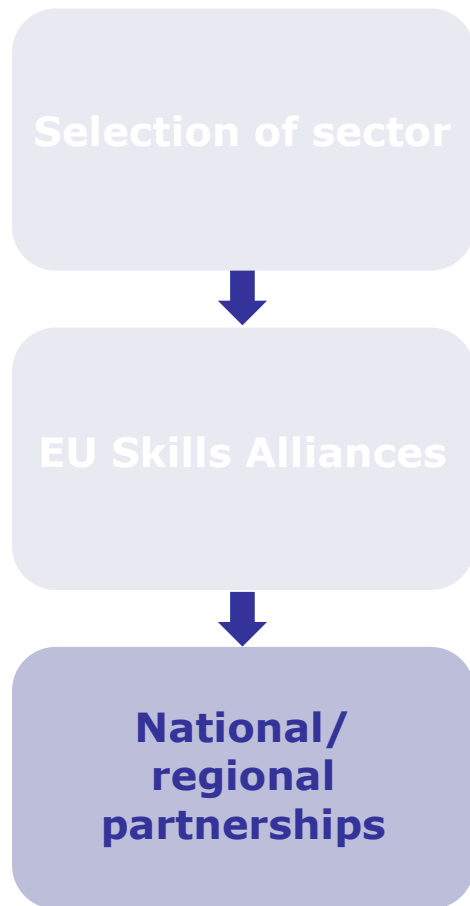 Selection of sector
EU Skills Alliances
National/
regional
partnerships